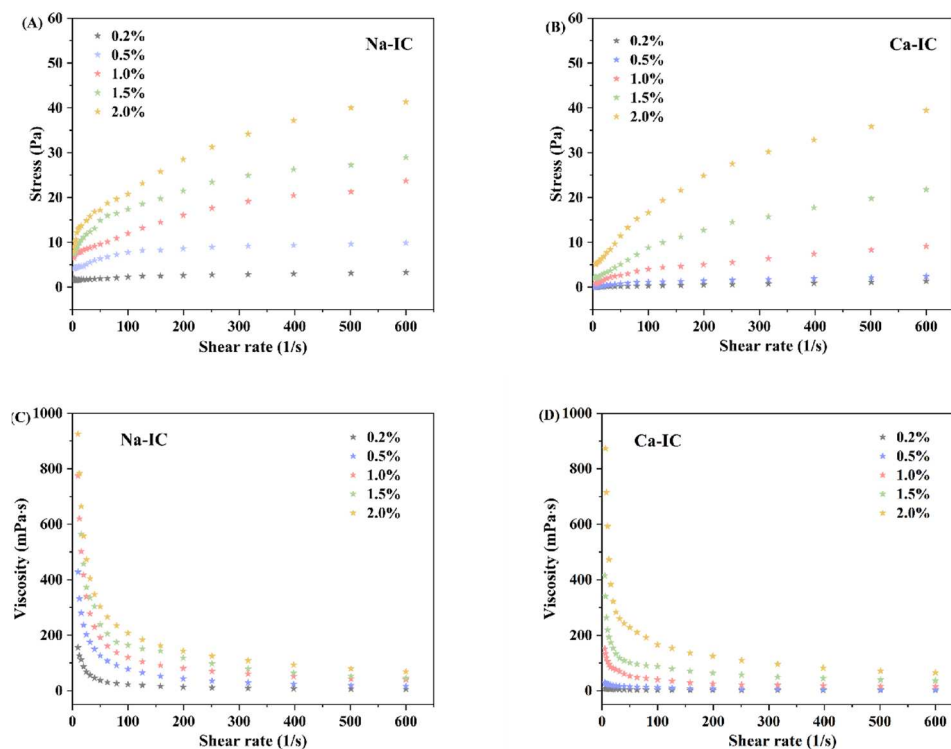 (A)
Na-IC
0.2%
0.5%
1.0%
1.5%
2.0%
Stress (Pa)
60
50
40
30
20
10
0
0 100 200 300 400 500 600
Shear rate (1/s)
(B)
Ca-IC
0.2%
0.5%
1.0%
1.5%
2.0%
Stress (Pa)
60
50
40
30
20
10
0
0 100 200 300 400 500 600
Shear rate (1/s)
(C)
Na-IC
0.2%
0.5%
1.0%
1.5%
2.0%
Viscosity (mPa·s)
1000
800
600
400
200
0
0 100 200 300 400 500 600
Shear rate (1/s)
(D)
Ca-IC
0.2%
0.5%
1.0%
1.5%
2.0%
Viscosity (mPa·s)
1000
800
600
400
200
0
0 100 200 300 400 500 600
Shear rate (1/s)